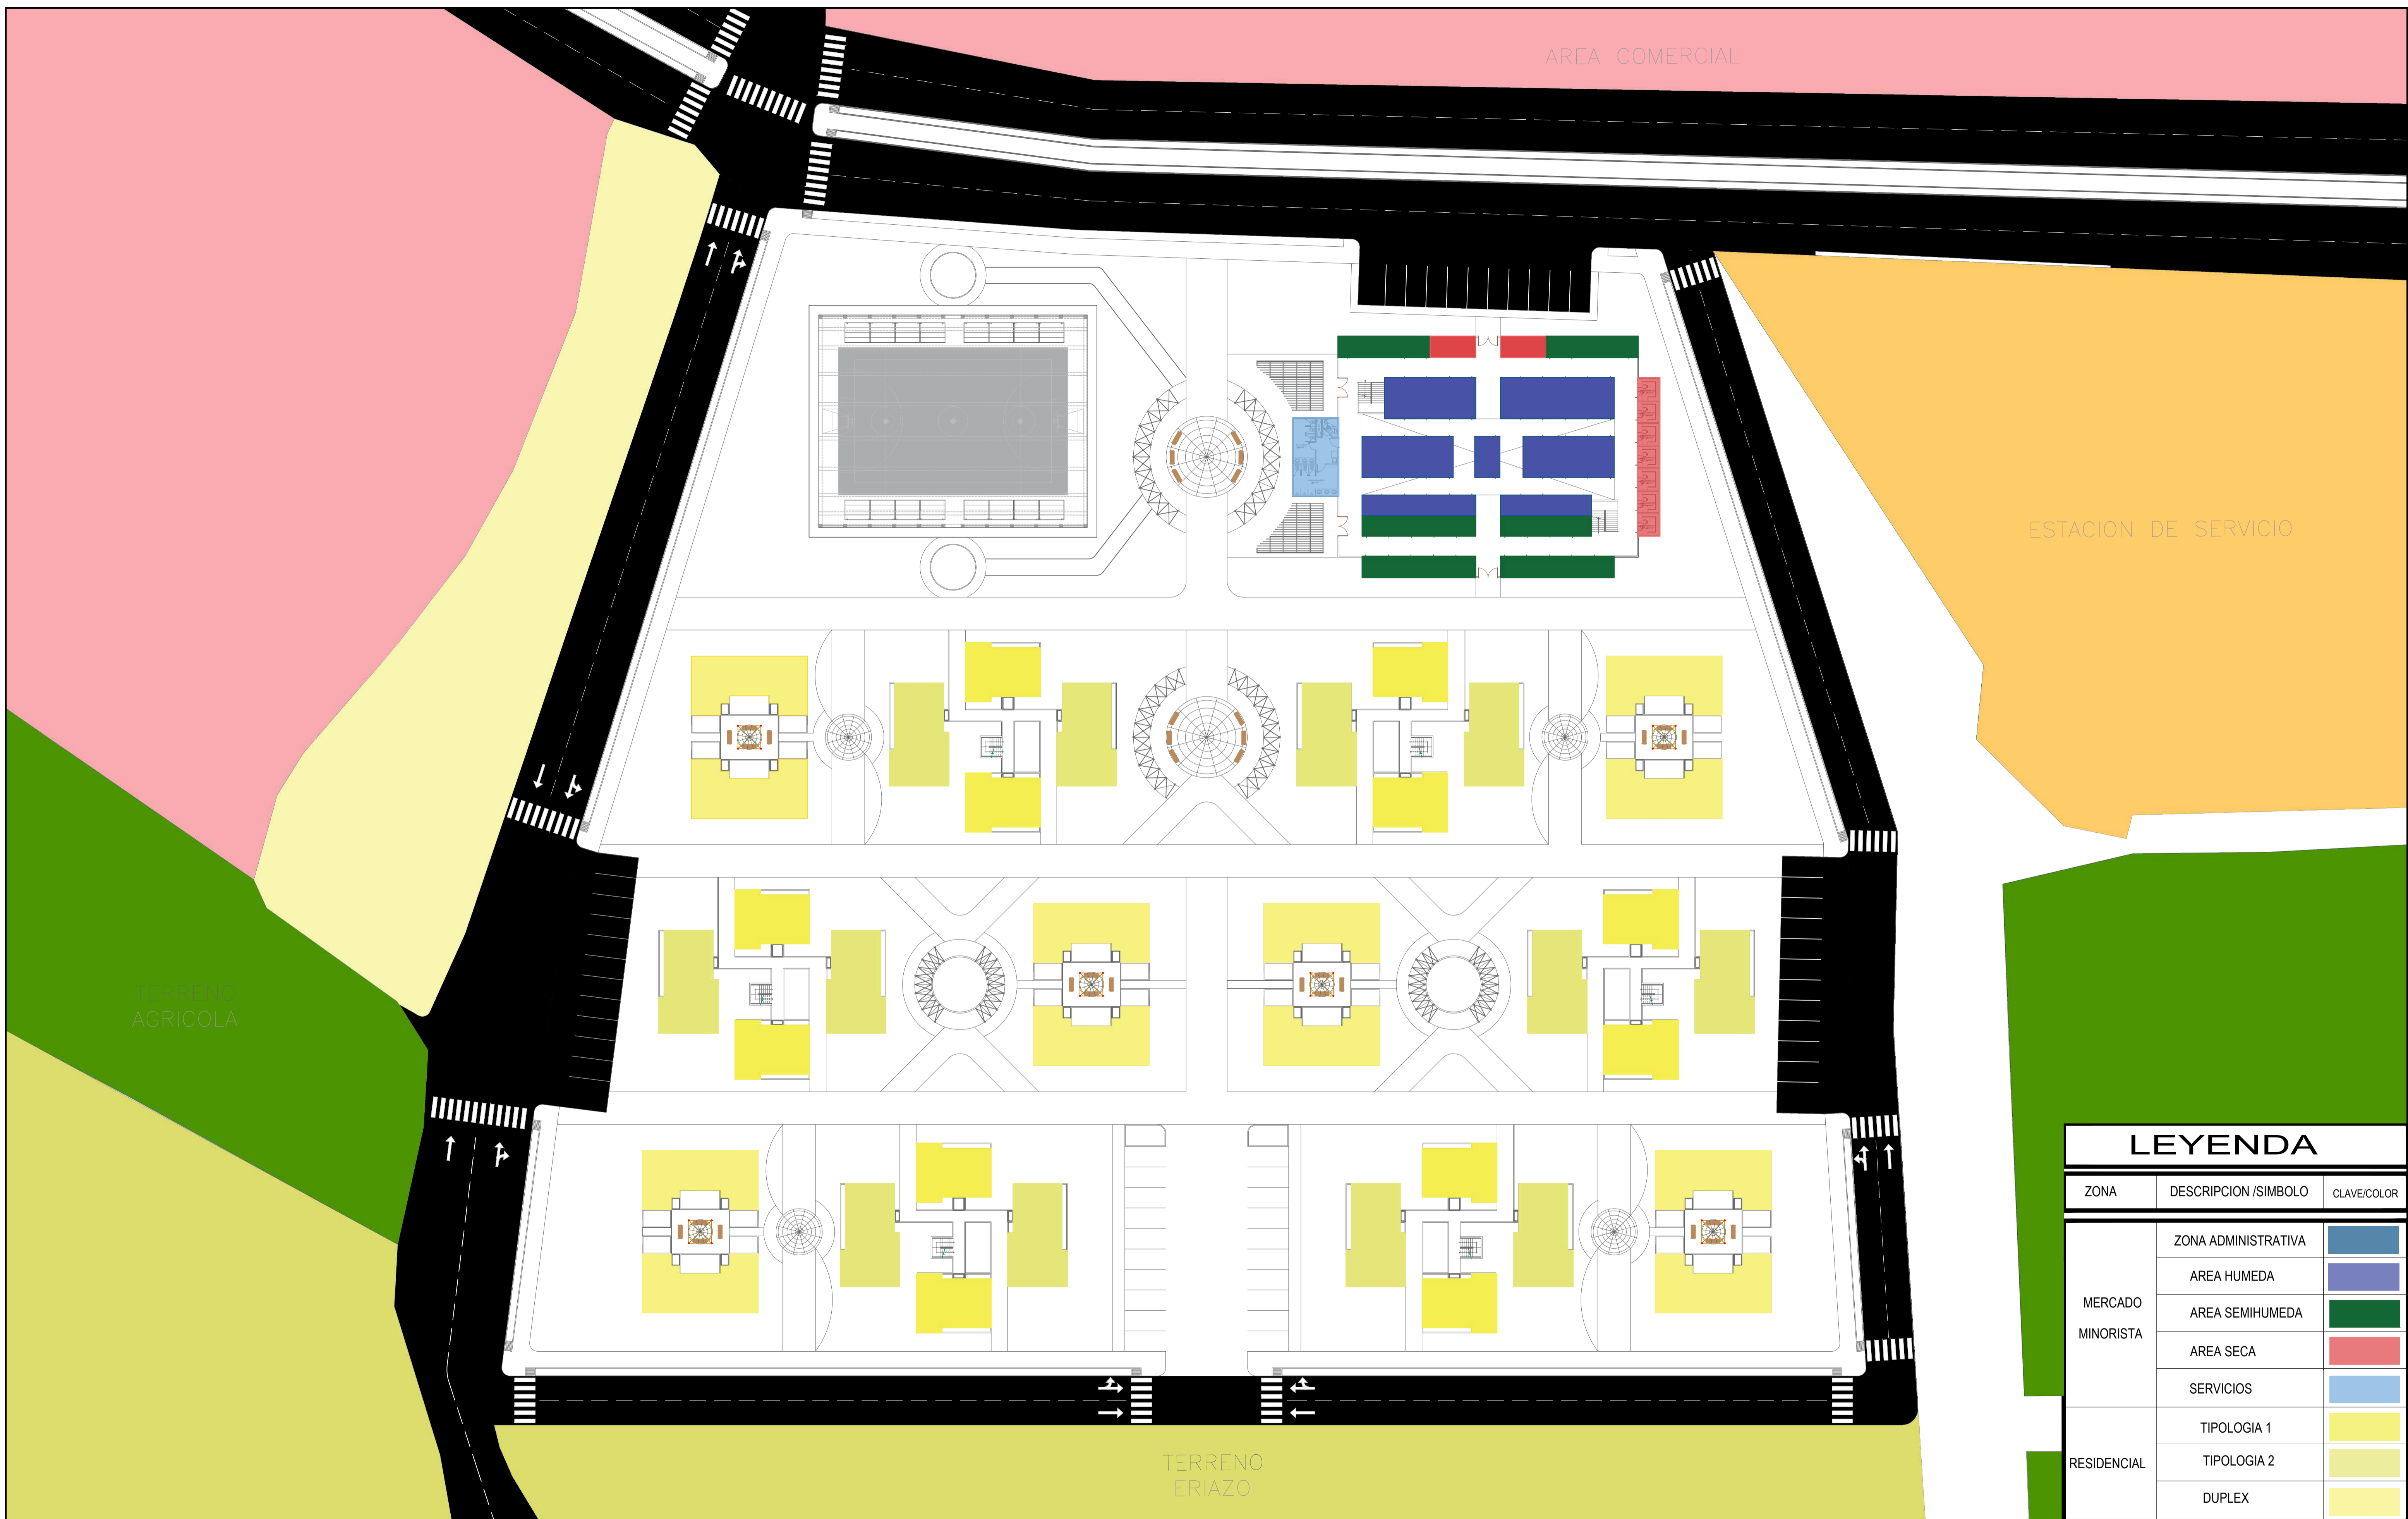 AREA COMERCIAL
ESTACION DE SERVICIO
TERRENO
AGRICOLA
TERRENO
ERIAZO
LEYENDA
ZONA DESCRIPCION /SIMBOLO CLAVE/COLOR
MERCADO
MINORISTA
ZONA ADMINISTRATIVA
AREA HUMEDA
AREA SEMIHUMEDA
AREA SECA
SERVICIOS
RESIDENCIAL
TIPOLOGIA 1
TIPOLOGIA 2
DUPLEX